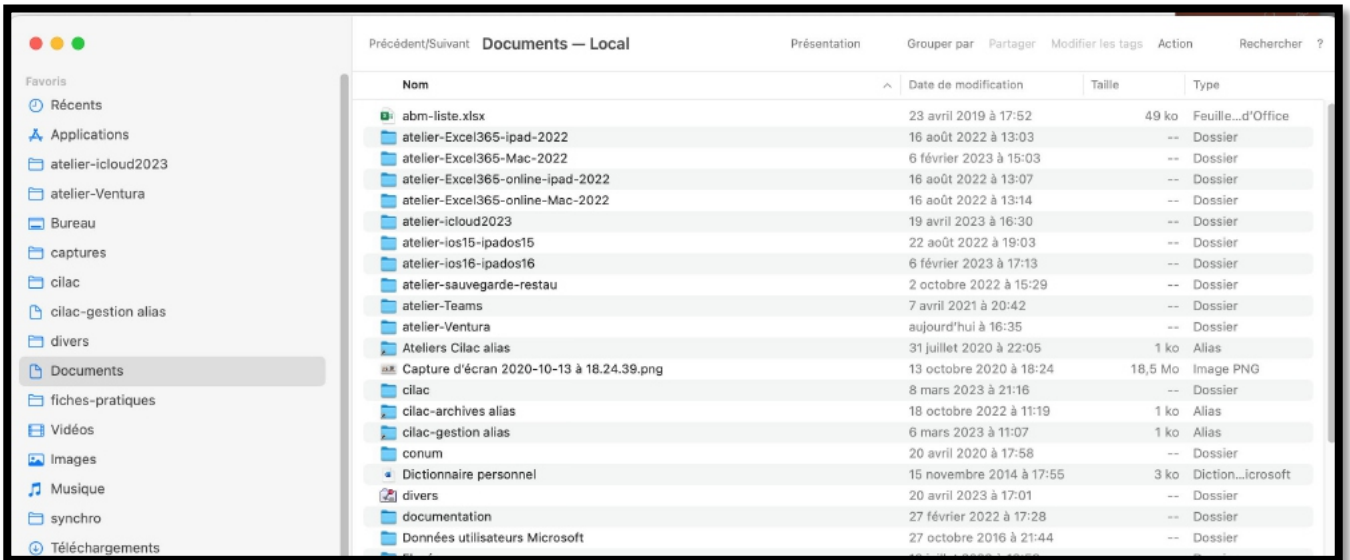 Précédent/Suivant Documents — Local Présentation Grouper par Partager Modifier les tags Action Rechercher ?
Favoris
Récents
Applications
atelier-icloud2023
atelier-Ventura
Bureau
captures
cilac
cilac-gestion alias
divers
Documents
fiches-pratiques
Vidéos
Images
Musique
synchro
Téléchargements
Nom Date de modification Taille Type
abm-liste.xlsx 23 avril 2019 à 17:52 49 ko Feuille...d'Office
atelier-Excel365-ipad-2022 16 août 2022 à 13:03 -- Dossier
atelier-Excel365-Mac-2022 6 février 2023 à 15:03 -- Dossier
atelier-Excel365-online-ipad-2022 16 août 2022 à 13:07 -- Dossier
atelier-Excel365-online-Mac-2022 16 août 2022 à 13:14 -- Dossier
atelier-icloud2023 19 avril 2023 à 16:30 -- Dossier
atelier-ios15-ipados15 22 août 2022 à 19:03 -- Dossier
atelier-ios16-ipados16 6 février 2023 à 17:13 -- Dossier
atelier-sauvegarde-restau 2 octobre 2022 à 15:29 -- Dossier
atelier-Teams 7 avril 2021 à 20:42 -- Dossier
atelier-Ventura aujourd'hui à 16:35 -- Dossier
Ateliers Cilac alias 31 juillet 2020 à 22:05 1 ko Alias
Capture d'écran 2020-10-13 à 18.24.39.png 13 octobre 2020 à 18:24 18,5 Mo Image PNG
cilac 8 mars 2023 à 21:16 -- Dossier
cilac-archives alias 18 octobre 2022 à 11:19 1 ko Alias
cilac-gestion alias 6 mars 2023 à 11:07 1 ko Alias
conum 20 avril 2020 à 17:58 -- Dossier
Dictionnaire personnel 15 novembre 2014 à 17:55 3 ko Diction...icrosoft
divers 20 avril 2023 à 17:01 -- Dossier
documentation 27 février 2022 à 17:28 -- Dossier
Données utilisateurs Microsoft 27 octobre 2016 à 21:44 -- Dossier